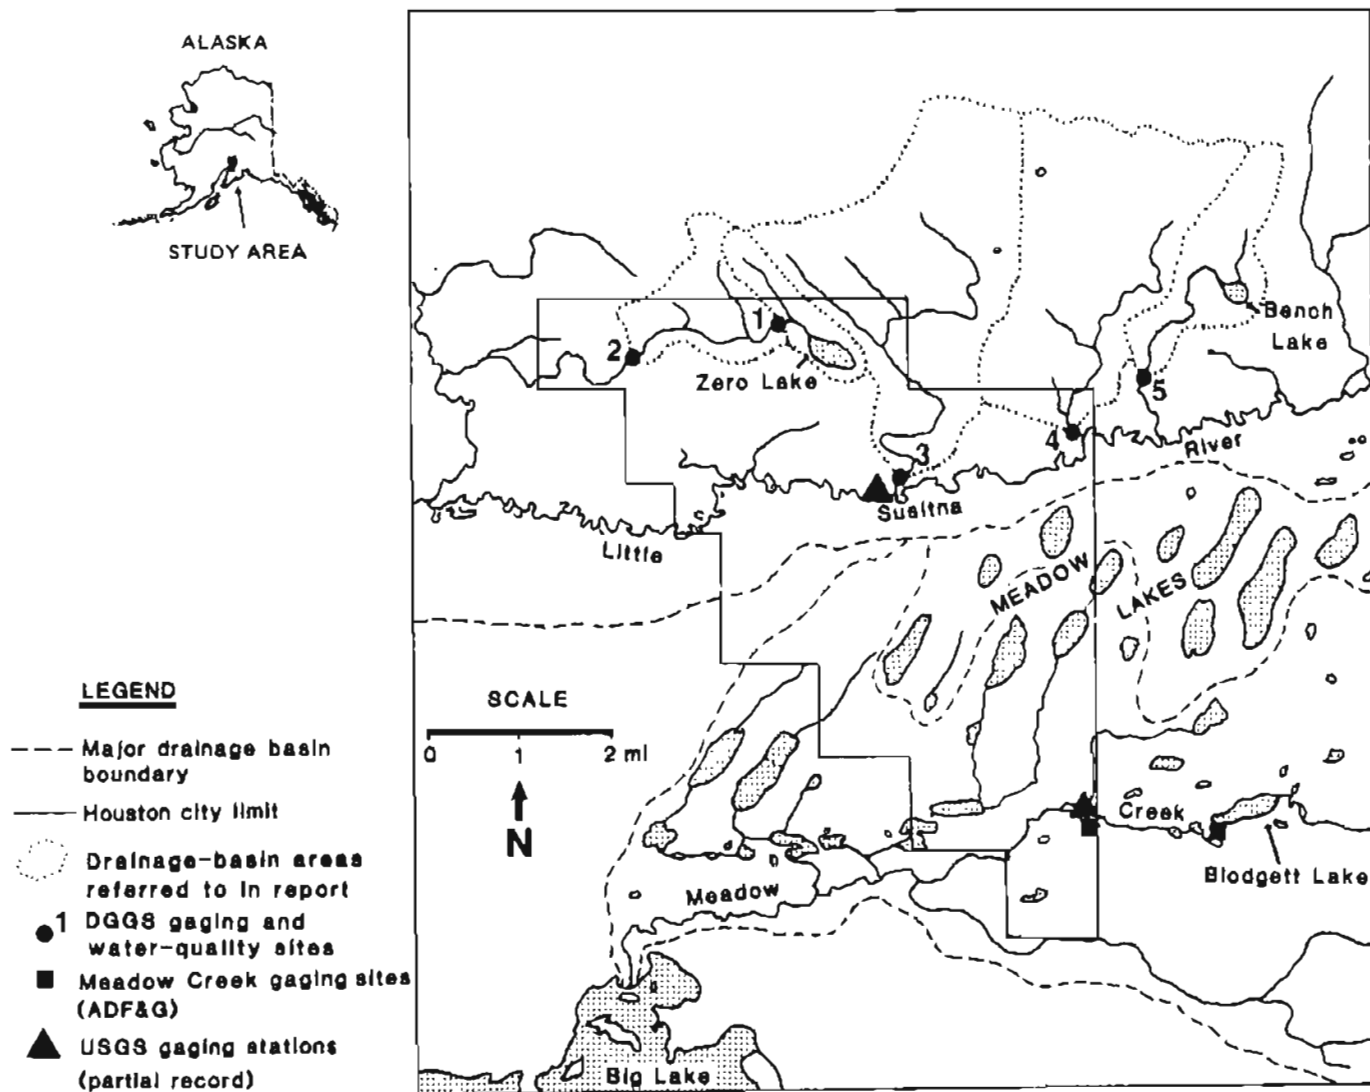 ALASKA
STUDY AREA
1
2
Zero Lake
3
4
5
Bench
Lake
River
Susitna
Little
MEADOW
LAKES
SCALE
0 1 2 mi
N
Creek
Blodgett Lake
Meadow
Big Lake
LEGEND
Major drainage basin
boundary
Houston city limit
Drainage-basin areas
referred to in report
1 DGGS gaging and
water-quality sites
Meadow Creek gaging sites
(ADF&G)
USGS gaging stations
(partial record)